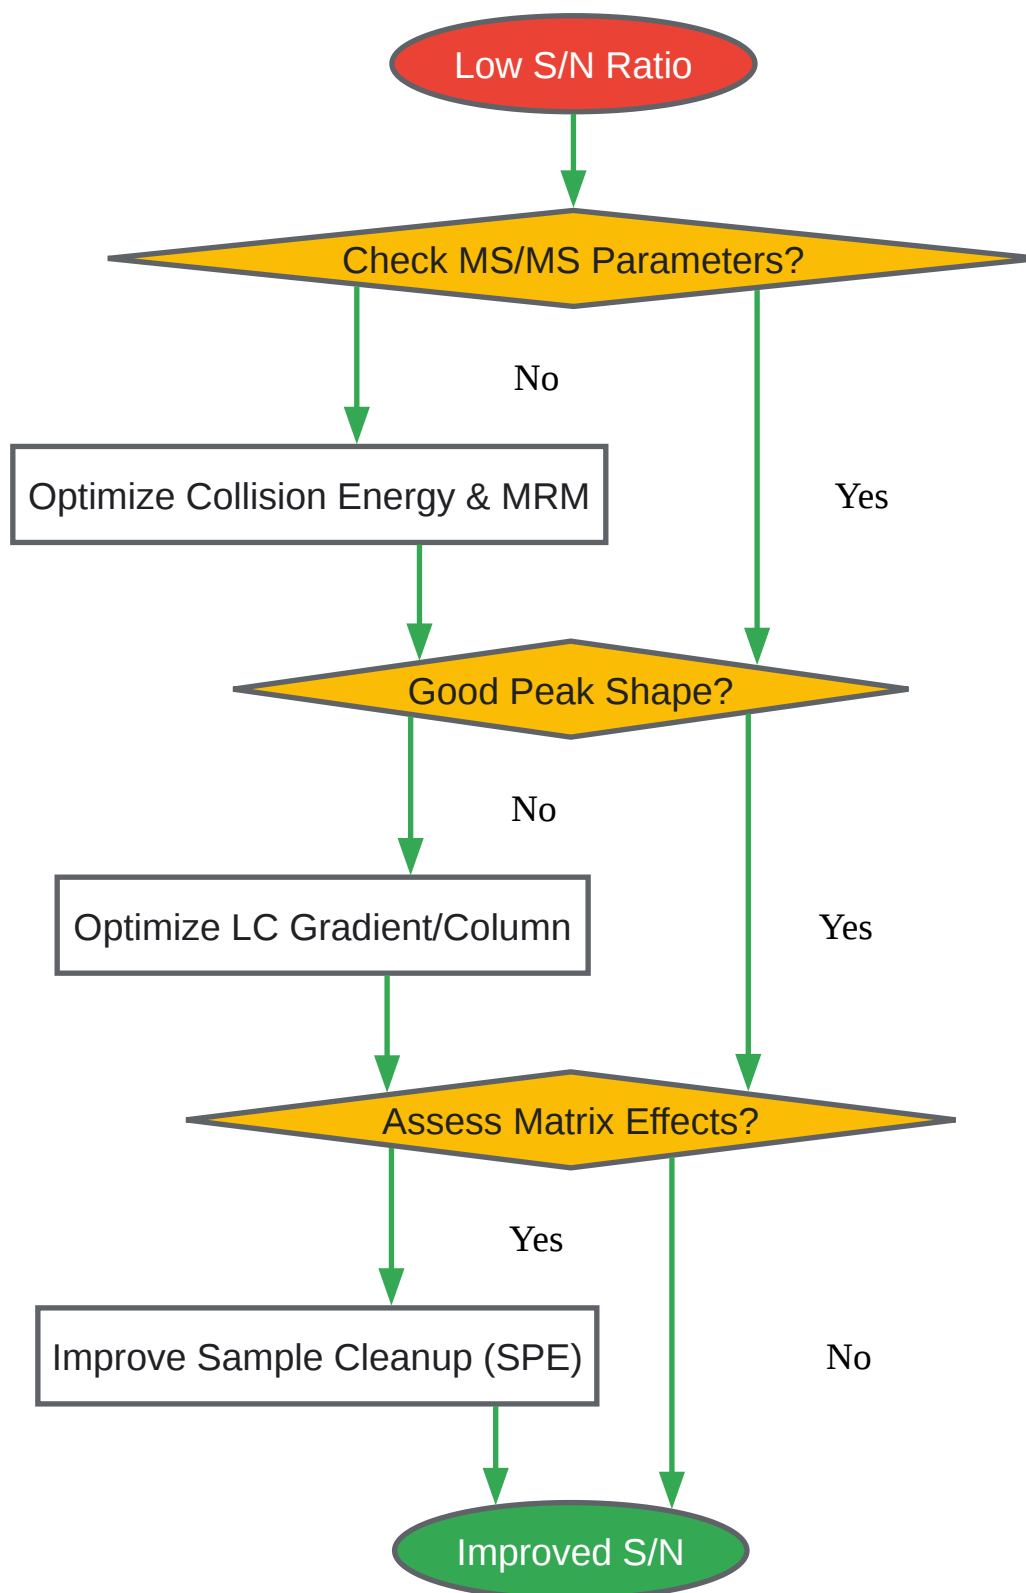 Low S/N Ratio
Check MS/MS Parameters?
No
Optimize Collision Energy & MRM
Yes
Good Peak Shape?
No
Optimize LC Gradient/Column
Yes
Assess Matrix Effects?
Yes
Improve Sample Cleanup (SPE)
No
Improved S/N